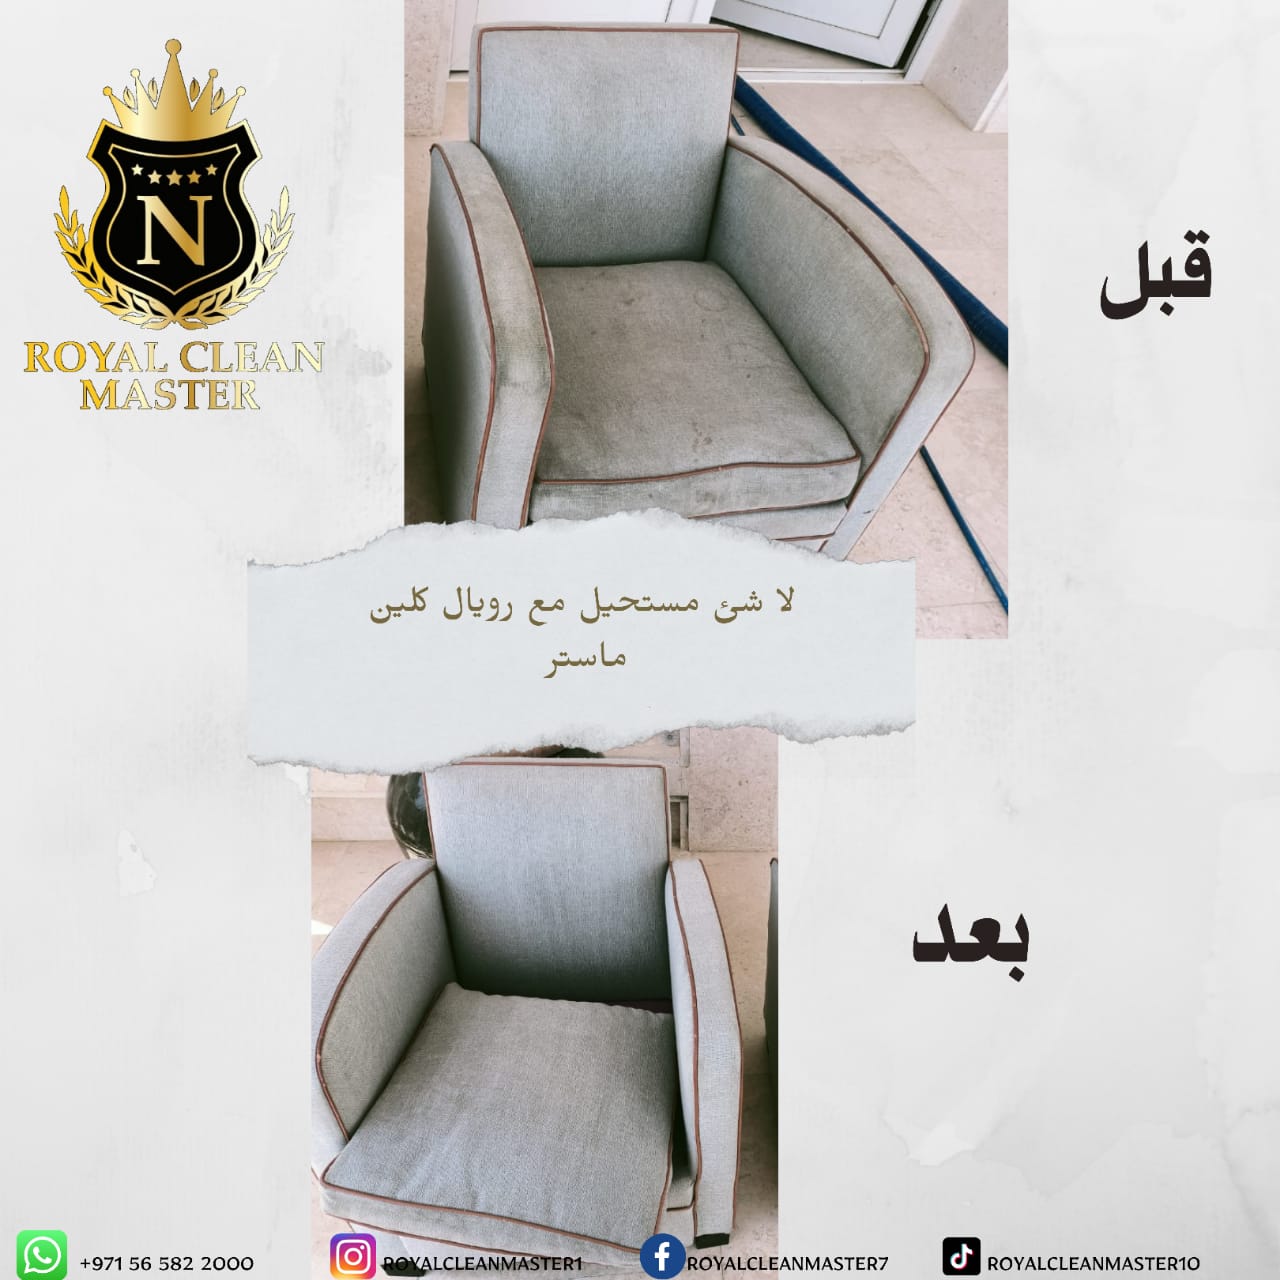 N
ROYAL CLEAN
MASTER
قبل
لا شئ مستحيل مع رويال كلين
ماستر
بعد
+971 56 582 2000
ROYALCLEANMASTER1
ROYALCLEANMASTER7
ROYALCLEANMASTER10